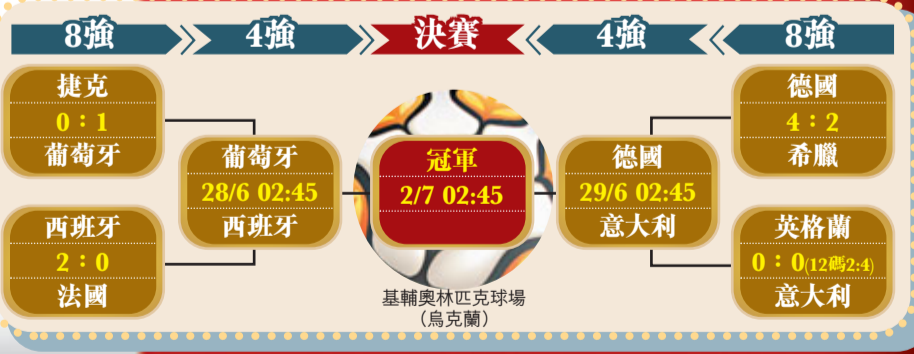 8強
4強
決賽
4強
8強
捷克
0：1
葡萄牙
西班牙
2：0
法國
葡萄牙
28/6 02:45
西班牙
冠軍
2/7 02:45
基輔奧林匹克球場
（烏克蘭）
德國
29/6 02:45
意大利
德國
4：2
希臘
英格蘭
0：0(12碼2:4)
意大利